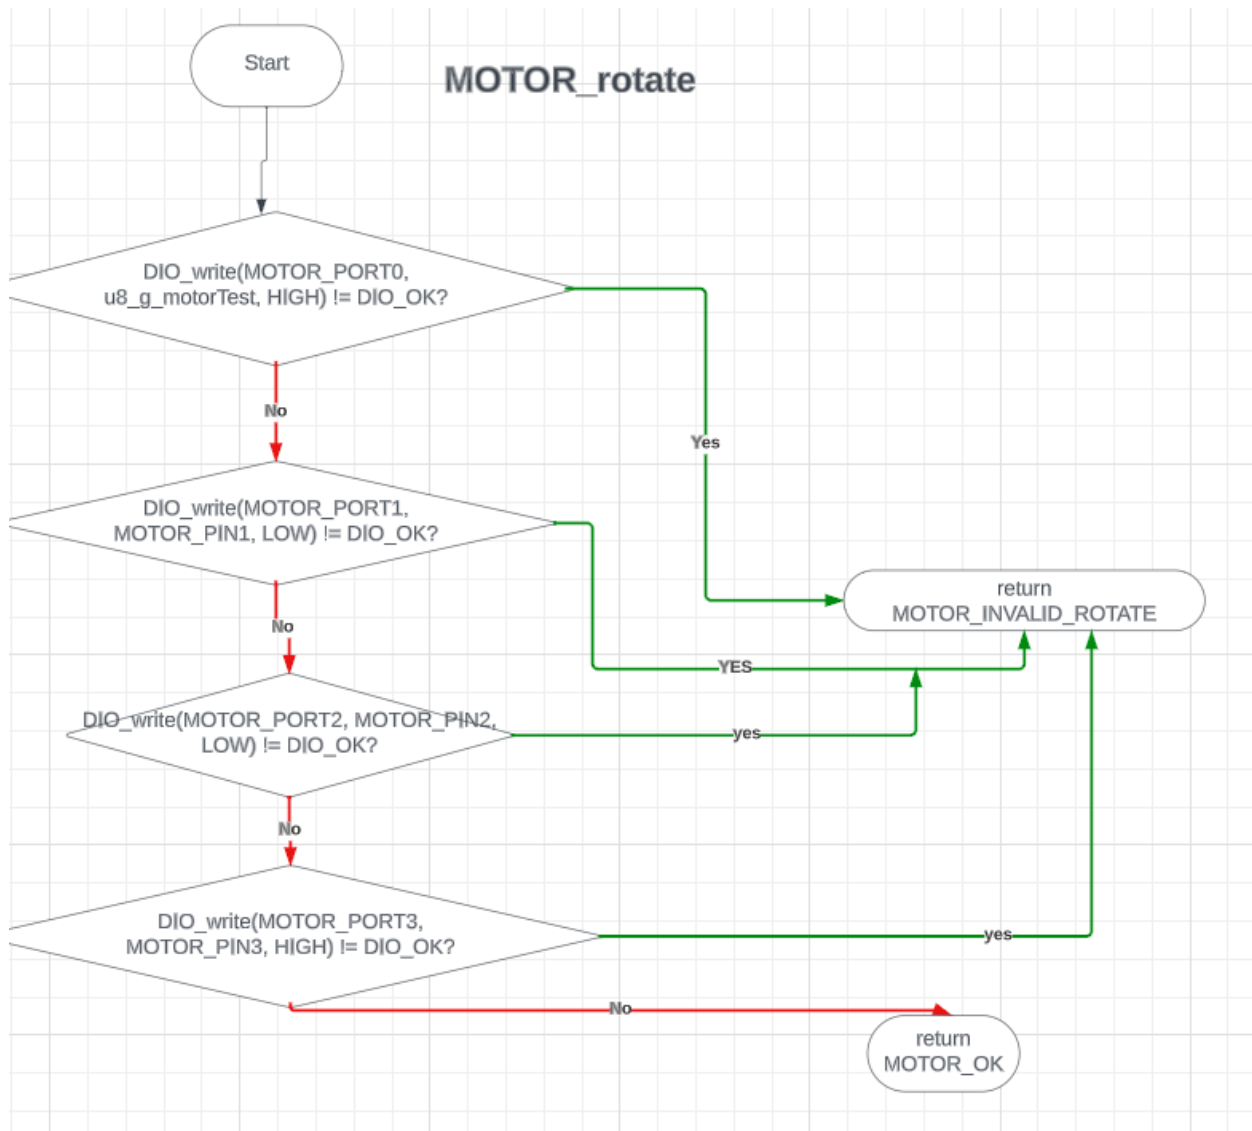 Start
MOTOR_rotate
DIO_write(MOTOR_PORT0,
u8_g_motorTest, HIGH) != DIO_OK?
Yes
No
DIO_write(MOTOR_PORT1,
MOTOR_PIN1, LOW) != DIO_OK?
return
MOTOR_INVALID_ROTATE
No
YES
DIO_write(MOTOR_PORT2, MOTOR_PIN2,
LOW) != DIO_OK?
yes
No
DIO_write(MOTOR_PORT3,
MOTOR_PIN3, HIGH) != DIO_OK?
yes
No
return
MOTOR_OK